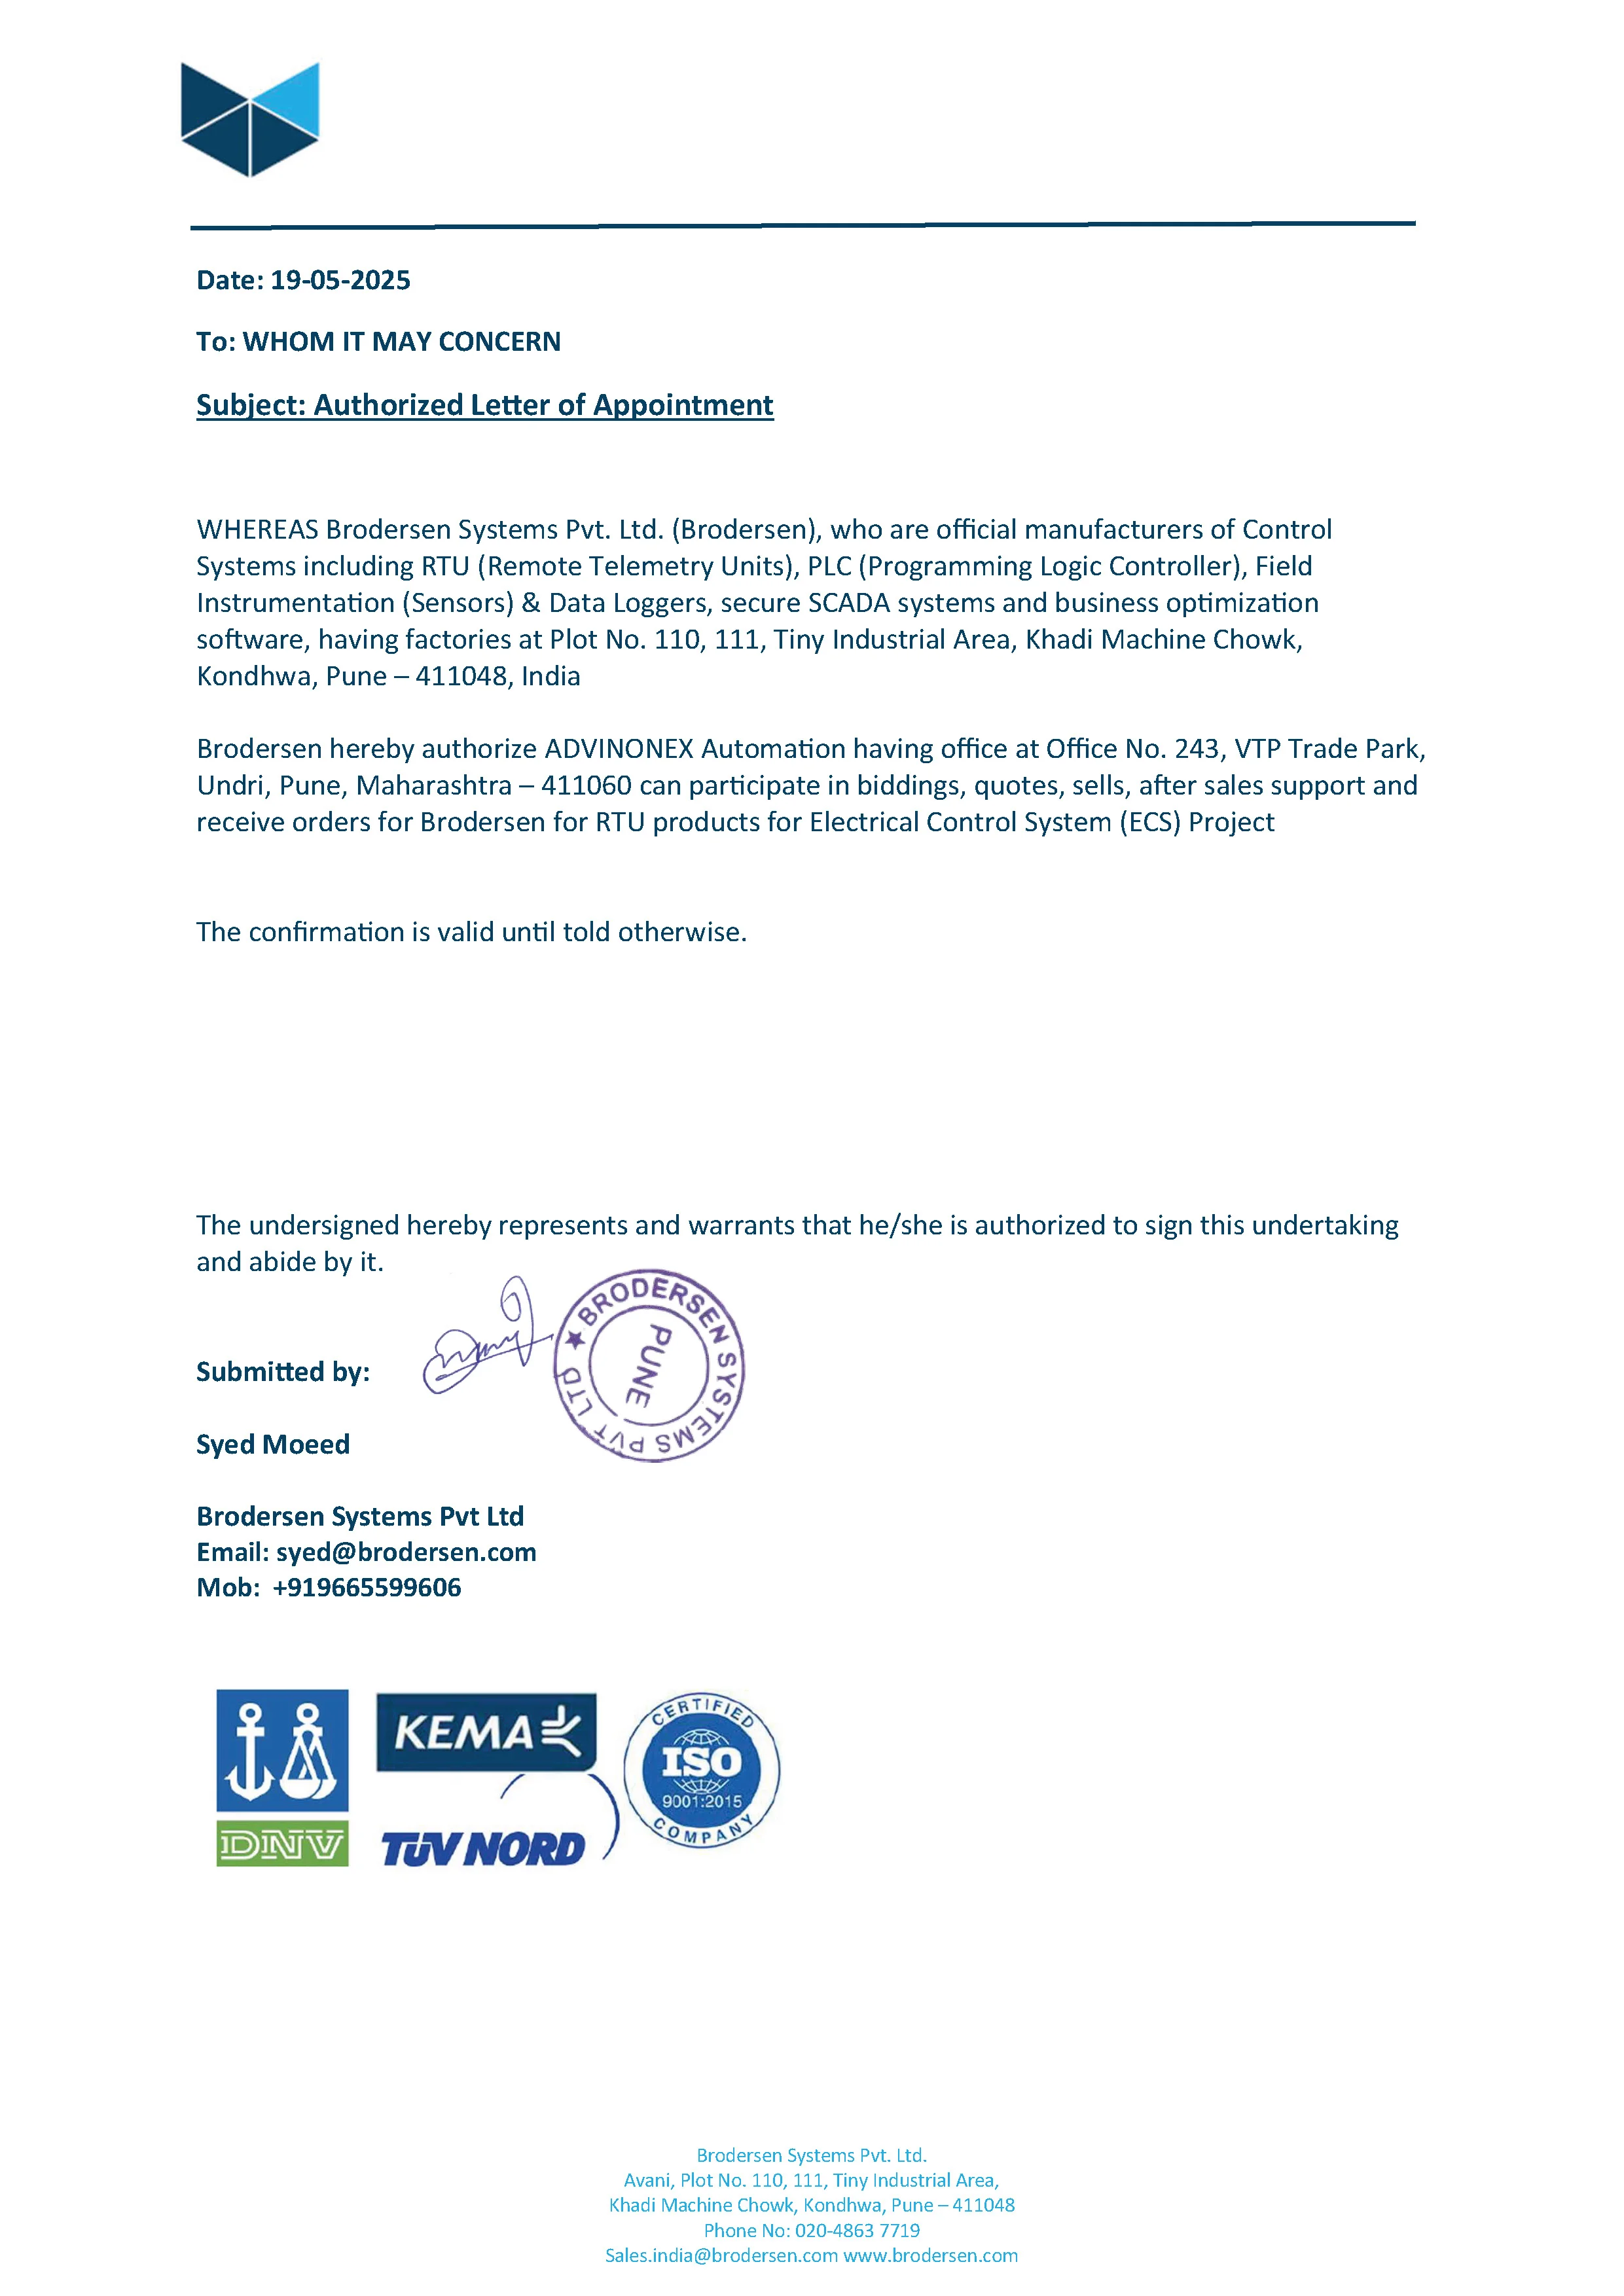 Date: 19-05-2025
To: WHOM IT MAY CONCERN
Subject: Authorized Letter of Appointment
WHEREAS Brodersen Systems Pvt. Ltd. (Brodersen), who are official manufacturers of Control
Systems including RTU (Remote Telemetry Units), PLC (Programming Logic Controller), Field
Instrumentation (Sensors) & Data Loggers, secure SCADA systems and business optimization
software, having factories at Plot No. 110, 111, Tiny Industrial Area, Khadi Machine Chowk,
Kondhwa, Pune – 411048, India
Brodersen hereby authorize ADVINONEX Automation having office at Office No. 243, VTP Trade Park,
Undri, Pune, Maharashtra – 411060 can participate in biddings, quotes, sells, after sales support and
receive orders for Brodersen for RTU products for Electrical Control System (ECS) Project
The confirmation is valid until told otherwise.
The undersigned hereby represents and warrants that he/she is authorized to sign this undertaking
and abide by it.
★ BRODERSEN SYSTEMS PVT LTD
PUNE
Submitted by:
Syed Moeed
Brodersen Systems Pvt Ltd
Email: syed@brodersen.com
Mob:  +919665599606
DNV
KEMA
TÜV NORD
CERTIFIED
ISO
9001:2015
COMPANY
Brodersen Systems Pvt. Ltd.
Avani, Plot No. 110, 111, Tiny Industrial Area,
Khadi Machine Chowk, Kondhwa, Pune – 411048
Phone No: 020-4863 7719
Sales.india@brodersen.com www.brodersen.com